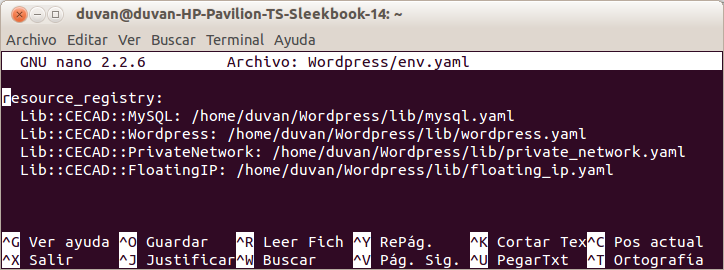 duvan@duvan-HP-Pavilion-TS-Sleekbook-14: ~
Archivo Editar Ver Buscar Terminal Ayuda
GNU nano 2.2.6 Archivo: Wordpress/env.yaml
resource_registry:
Lib::CECAD::MySQL: /home/duvan/Wordpress/lib/mysql.yaml
Lib::CECAD::Wordpress: /home/duvan/Wordpress/lib/wordpress.yaml
Lib::CECAD::PrivateNetwork: /home/duvan/Wordpress/lib/private_network.yaml
Lib::CECAD::FloatingIP: /home/duvan/Wordpress/lib/floating_ip.yaml
^G Ver ayuda ^O Guardar ^R Leer Fich ^Y RePág. ^K Cortar Tex^C Pos actual
^X Salir ^J Justificar^W Buscar ^V Pág. Sig. ^U PegarTxt ^T Ortografía